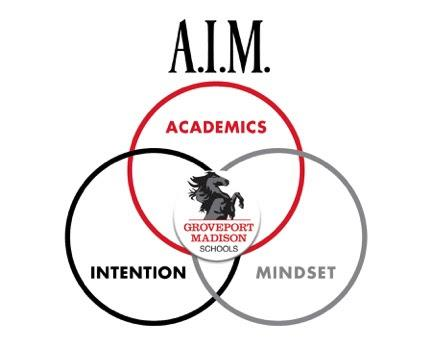 A.I.M.
ACADEMICS
GROVEPORT
MADISON
SCHOOLS
INTENTION
MINDSET